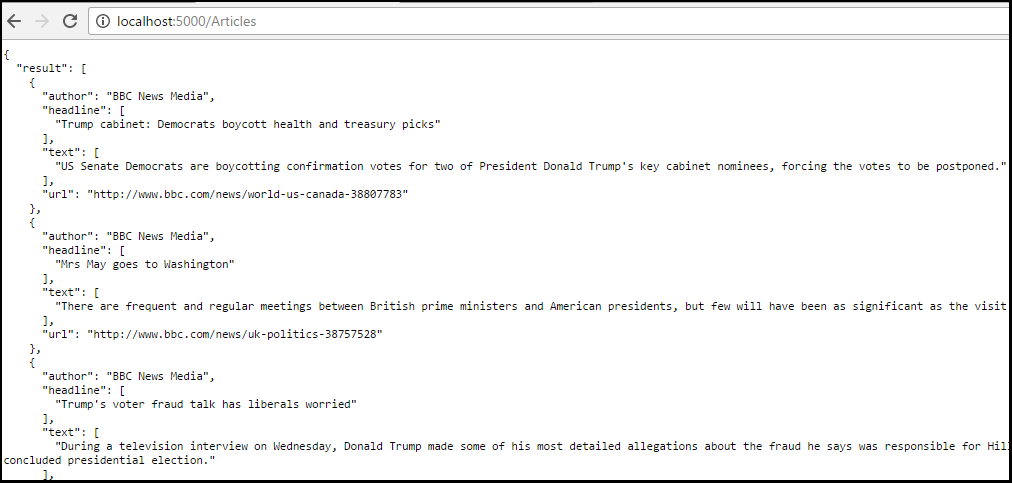 localhost:5000/Articles
{
"result": [
{
"author": "BBC News Media",
"headline": [
"Trump cabinet: Democrats boycott health and treasury picks"
],
"text": [
"US Senate Democrats are boycotting confirmation votes for two of President Donald Trump's key cabinet nominees, forcing the votes to be postponed."
],
"url": "http://www.bbc.com/news/world-us-canada-38807783"
},
{
"author": "BBC News Media",
"headline": [
"Mrs May goes to Washington"
],
"text": [
"There are frequent and regular meetings between British prime ministers and American presidents, but few will have been as significant as the visit
],
"url": "http://www.bbc.com/news/uk-politics-38757528"
},
{
"author": "BBC News Media",
"headline": [
"Trump's voter fraud talk has liberals worried"
],
"text": [
"During a television interview on Wednesday, Donald Trump made some of his most detailed allegations about the fraud he says was responsible for Hil
concluded presidential election."
],